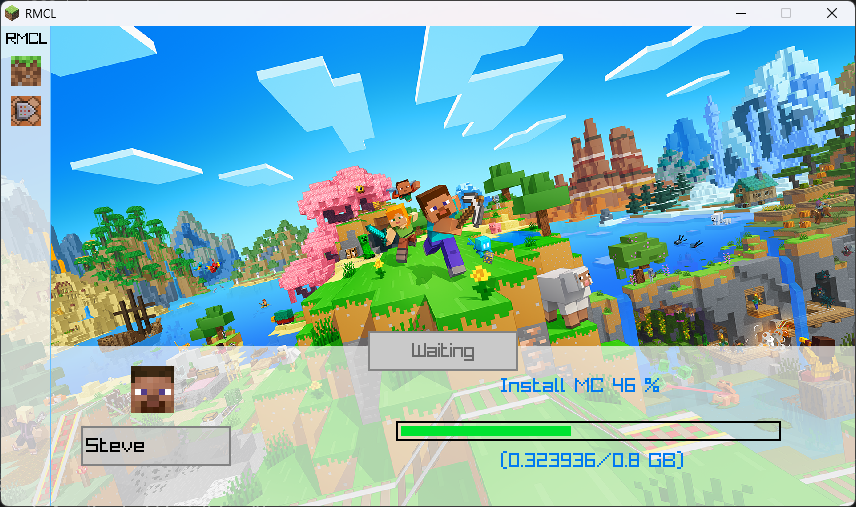 RMCL
RMCL
Waiting
Install MC 46 %
Steve
(0.323936/0.8 GB)